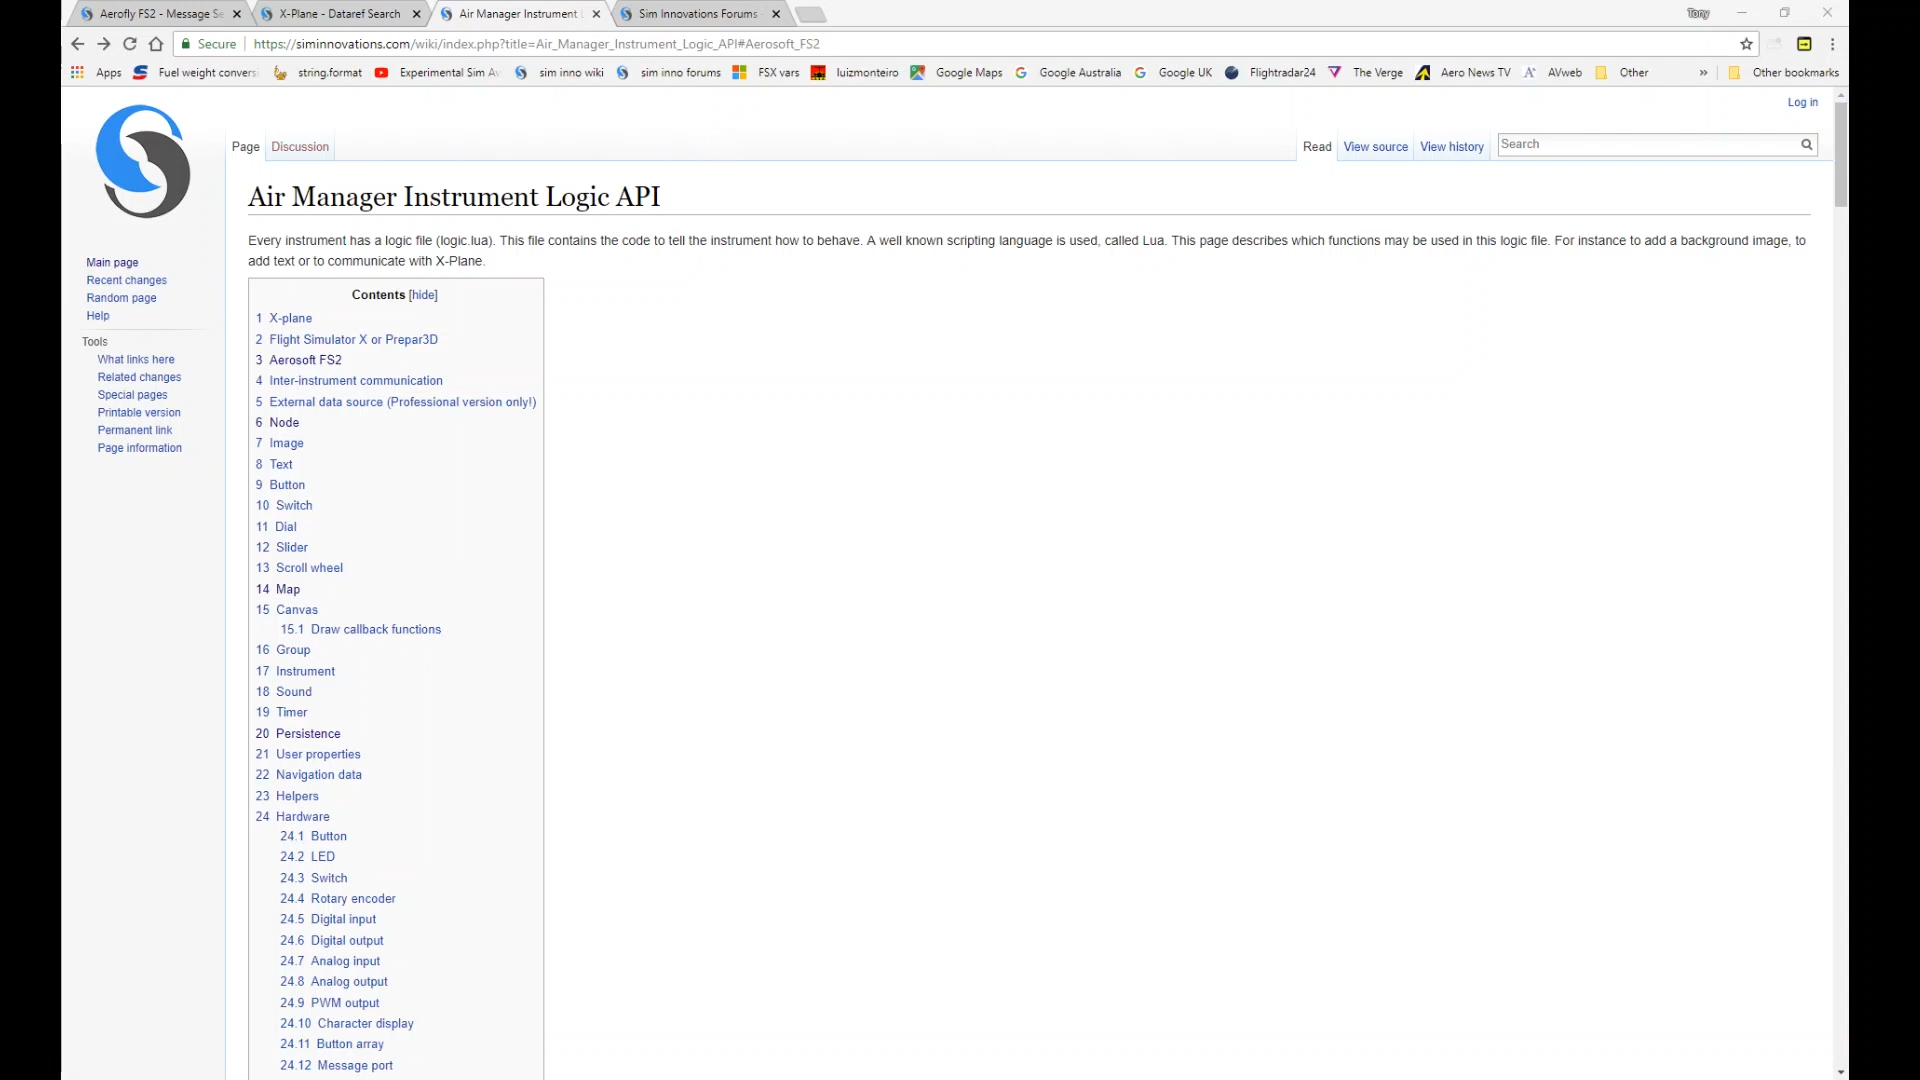 Aerofly FS2 - Message Se
X-Plane - Dataref Search
Air Manager Instrument
Sim Innovations Forums
Tony
Secure
https://siminnovations.com/wiki/index.php?title=Air_Manager_Instrument_Logic_API#Aerosoft_FS2
Apps
Fuel weight conversi
string.format
Experimental Sim Av
sim inno wiki
sim inno forums
FSX vars
luizmonteiro
Google Maps
Google Australia
Google UK
Flightradar24
The Verge
Aero News TV
AVweb
Other
»
Other bookmarks
Log in
Page
Discussion
Read
View source
View history
Search
Air Manager Instrument Logic API
Every instrument has a logic file (logic.lua). This file contains the code to tell the instrument how to behave. A well known scripting language is used, called Lua. This page describes which functions may be used in this logic file. For instance to add a background image, to
add text or to communicate with X-Plane.
Main page
Recent changes
Random page
Help
Tools
What links here
Related changes
Special pages
Printable version
Permanent link
Page information
Contents [hide]
1 X-plane
2 Flight Simulator X or Prepar3D
3 Aerosoft FS2
4 Inter-instrument communication
5 External data source (Professional version only!)
6 Node
7 Image
8 Text
9 Button
10 Switch
11 Dial
12 Slider
13 Scroll wheel
14 Map
15 Canvas
15.1 Draw callback functions
16 Group
17 Instrument
18 Sound
19 Timer
20 Persistence
21 User properties
22 Navigation data
23 Helpers
24 Hardware
24.1 Button
24.2 LED
24.3 Switch
24.4 Rotary encoder
24.5 Digital input
24.6 Digital output
24.7 Analog input
24.8 Analog output
24.9 PWM output
24.10 Character display
24.11 Button array
24.12 Message port